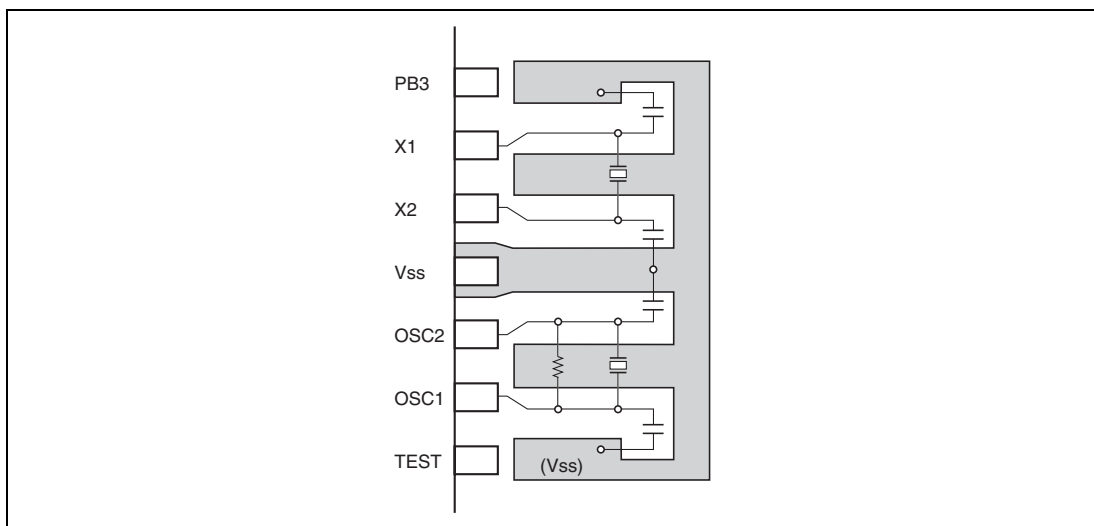 PB3
X1
X2
Vss
OSC2
OSC1
TEST
(Vss)